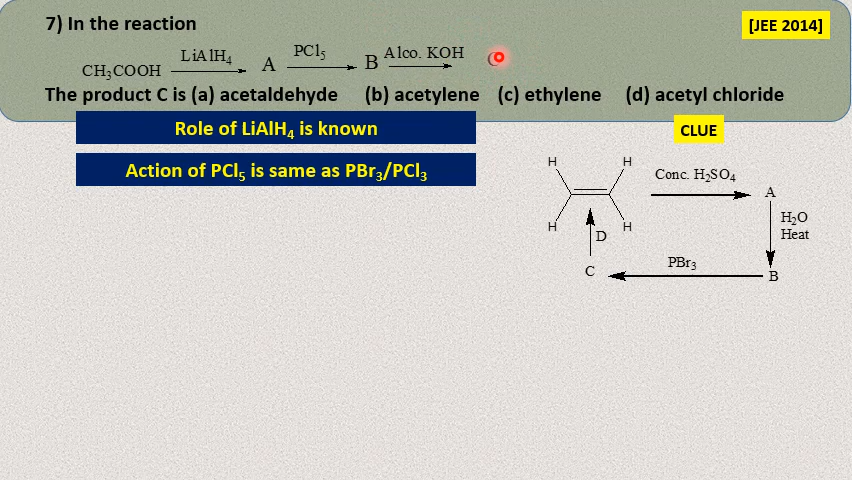 7) In the reaction
[JEE 2014]
CH3COOH LiAlH4 A PCl5 B Alco. KOH C
The product C is (a) acetaldehyde (b) acetylene (c) ethylene (d) acetyl chloride
Role of LiAlH4 is known
CLUE
Action of PCl5 is same as PBr3/PCl3
H H Conc. H2SO4 A
H2O
Heat
H H D
C PBr3 B